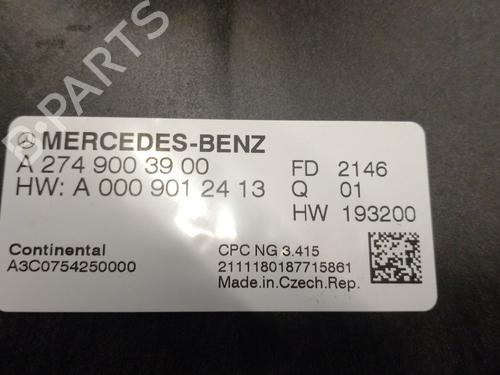 MERCEDES-BENZ
A 274 900 39 00
HW: A 000 901 24 13
FD 2146
Q 01
HW 193200
Continental
A3C0754250000
CPC NG 3.415
2111180187715861
Made.in.Czech.Rep.